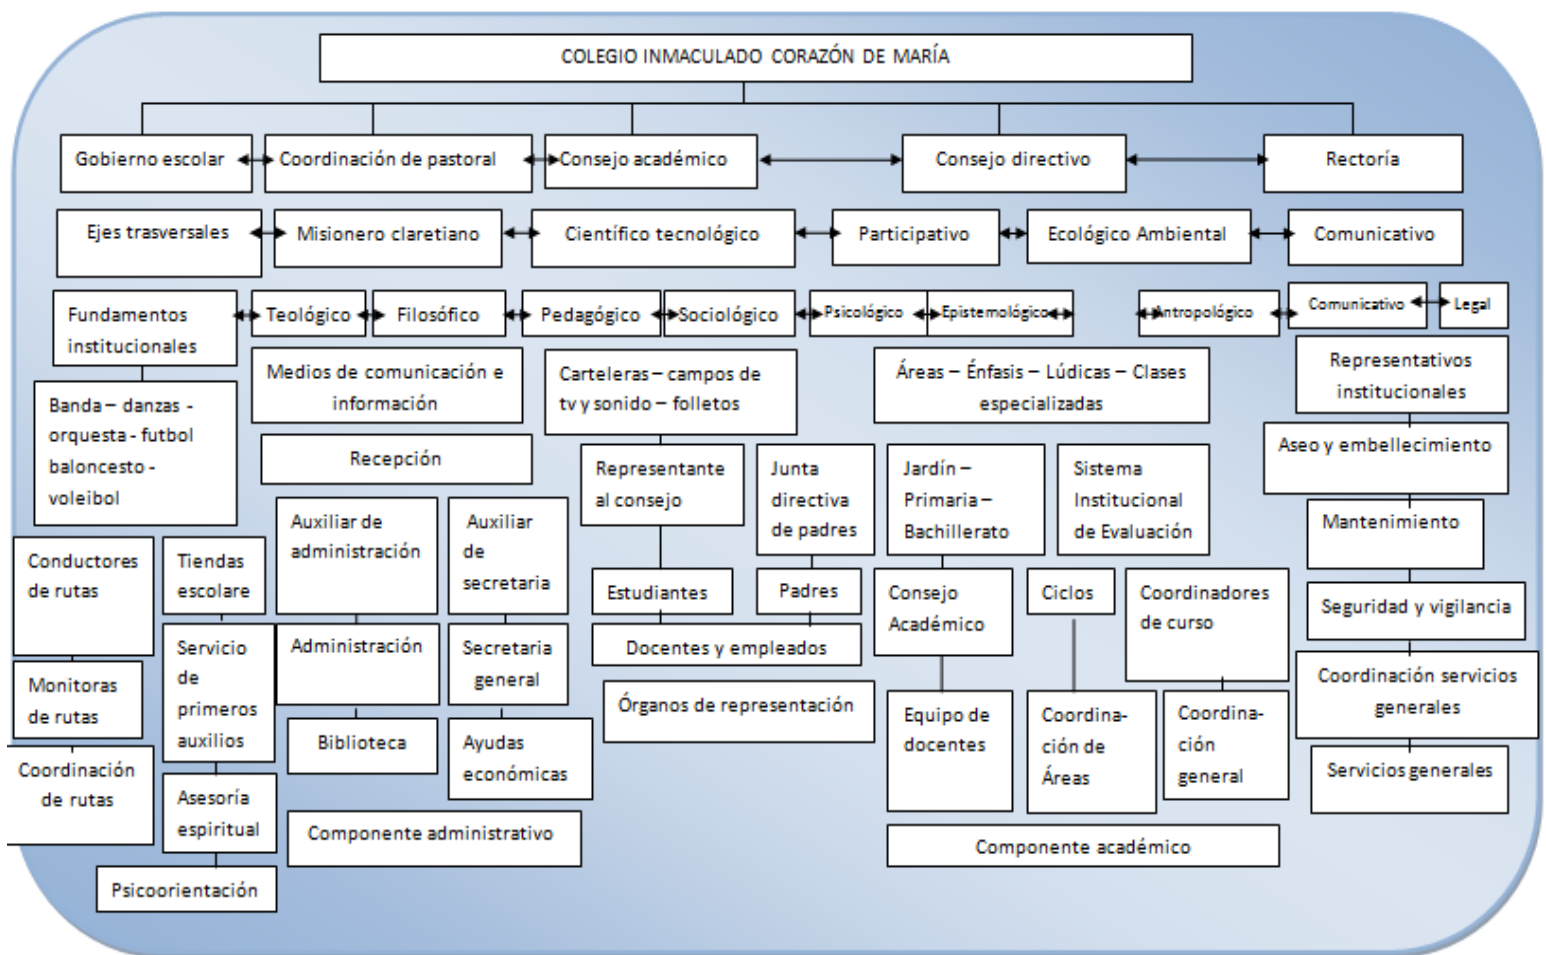 COLEGIO INMACULADO CORAZÓN DE MARÍA
Gobierno escolar
Coordinación de pastoral
Consejo académico
Consejo directivo
Rectoría
Ejes trasversales
Misionero claretiano
Científico tecnológico
Participativo
Ecológico Ambiental
Comunicativo
Fundamentos
institucionales
Teológico
Filosófico
Pedagógico
Sociológico
Psicológico
Epistemológico
Antropológico
Comunicativo
Legal
Banda – danzas -
orquesta - futbol
baloncesto -
voleibol
Medios de comunicación e
información
Carteleras – campos de
tv y sonido – folletos
Áreas – Énfasis – Lúdicas – Clases
especializadas
Representativos
institucionales
Recepción
Representante
al consejo
Junta
directiva
de padres
Jardín –
Primaria –
Bachillerato
Sistema
Institucional
de Evaluación
Aseo y embellecimiento
Auxiliar de
administración
Auxiliar
de
secretaria
Mantenimiento
Conductores
de rutas
Tiendas
escolare
Estudiantes
Padres
Consejo
Académico
Ciclos
Coordinadores
de curso
Seguridad y vigilancia
Servicio
de
primeros
auxilios
Administración
Secretaria
general
Docentes y empleados
Monitoras
de rutas
Órganos de representación
Equipo de
docentes
Coordina-
ción de
Áreas
Coordina-
ción
general
Coordinación servicios
generales
Biblioteca
Ayudas
económicas
Coordinación
de rutas
Asesoría
espiritual
Servicios generales
Componente administrativo
Componente académico
Psicoorientación